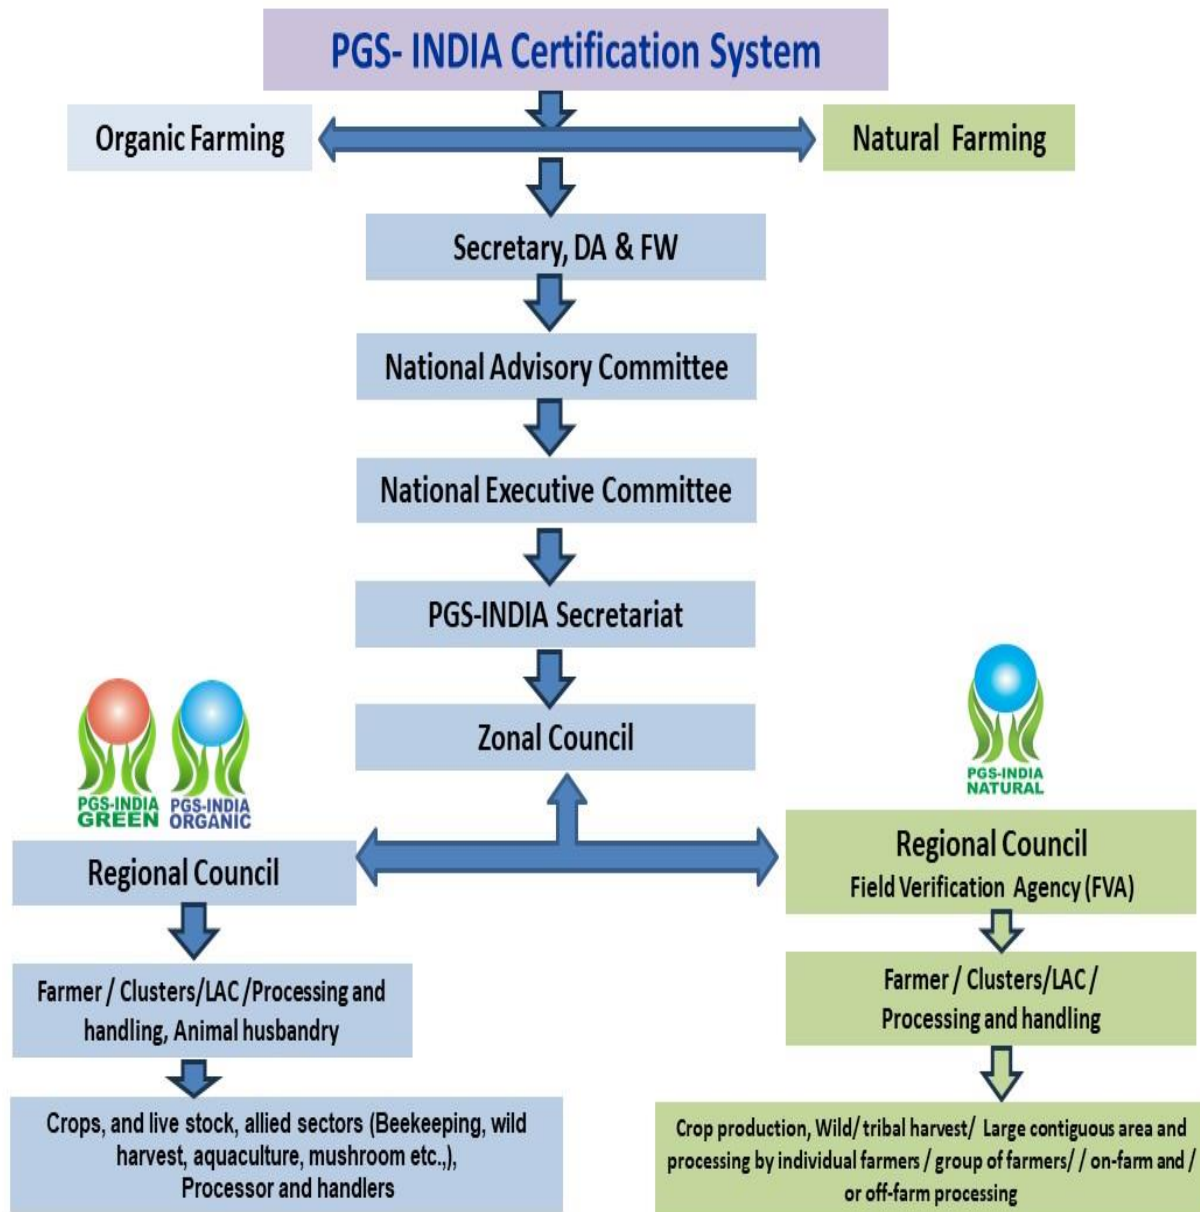 PGS- INDIA Certification System
Organic Farming
Natural Farming
Secretary, DA & FW
National Advisory Committee
National Executive Committee
PGS-INDIA Secretariat
Zonal Council
PGS-INDIA
GREEN
PGS-INDIA
ORGANIC
PGS-INDIA
NATURAL
Regional Council
Regional Council
Field Verification Agency (FVA)
Farmer / Clusters/LAC /Processing and
handling, Animal husbandry
Farmer / Clusters/LAC /
Processing and handling
Crops, and live stock, allied sectors (Beekeeping, wild
harvest, aquaculture, mushroom etc.,),
Processor and handlers
Crop production, Wild/ tribal harvest/ Large contiguous area and
processing by individual farmers / group of farmers/ / on-farm and /
or off-farm processing